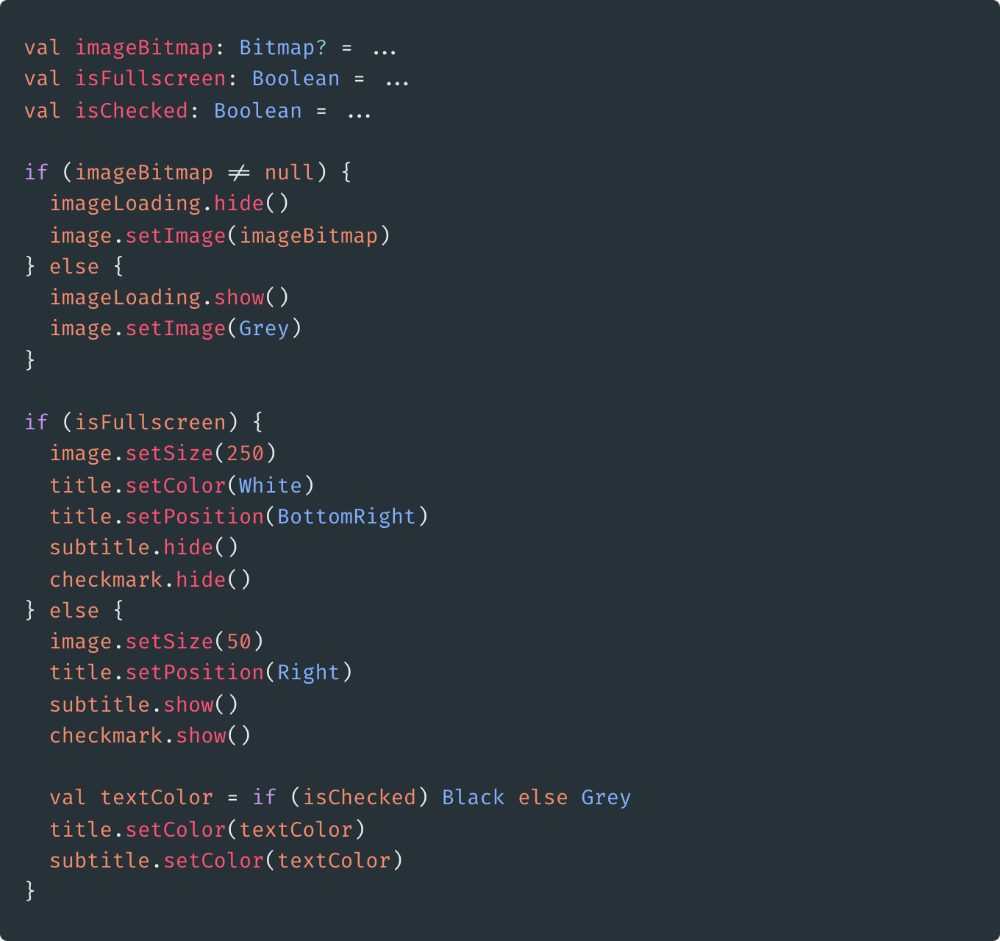 val imageBitmap: Bitmap? = ...
val isFullscreen: Boolean = ...
val isChecked: Boolean = ...

if (imageBitmap != null) {
  imageLoading.hide()
  image.setImage(imageBitmap)
} else {
  imageLoading.show()
  image.setImage(Grey)
}

if (isFullscreen) {
  image.setSize(250)
  title.setColor(White)
  title.setPosition(BottomRight)
  subtitle.hide()
  checkmark.hide()
} else {
  image.setSize(50)
  title.setPosition(Right)
  subtitle.show()
  checkmark.show()

  val textColor = if (isChecked) Black else Grey
  title.setColor(textColor)
  subtitle.setColor(textColor)
}